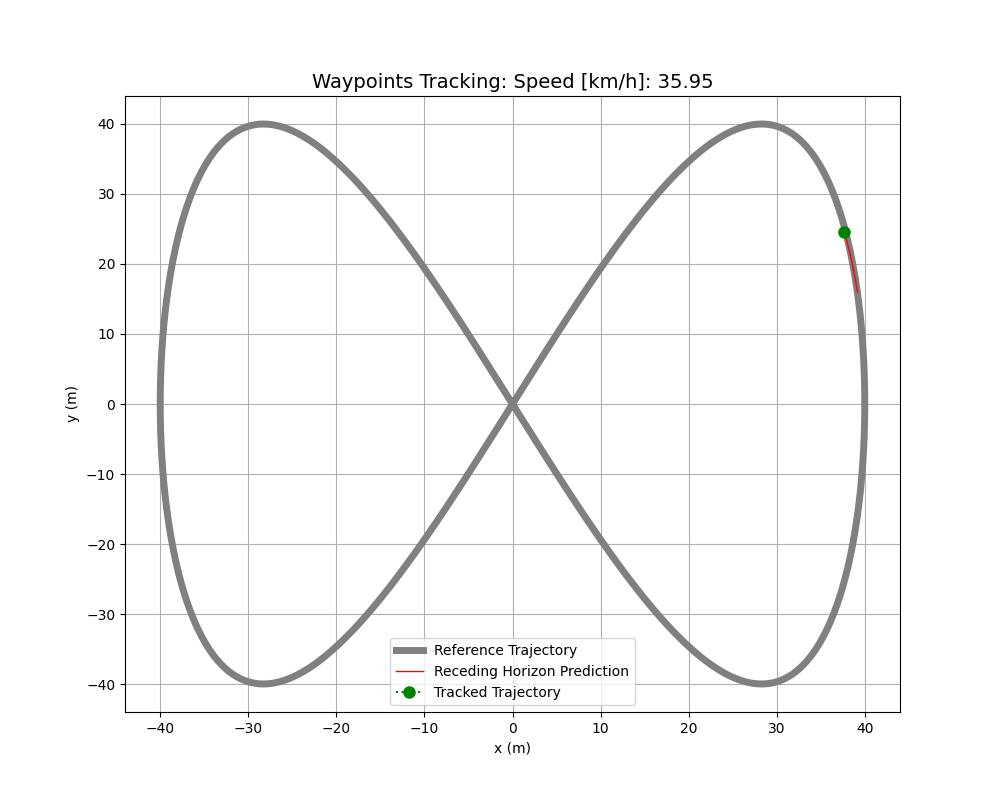 Waypoints Tracking: Speed [km/h]: 35.95
40
30
20
10
0
−10
−20
−30
−40
y (m)
Reference Trajectory
Receding Horizon Prediction
Tracked Trajectory
−40 −30 −20 −10 0 10 20 30 40
x (m)